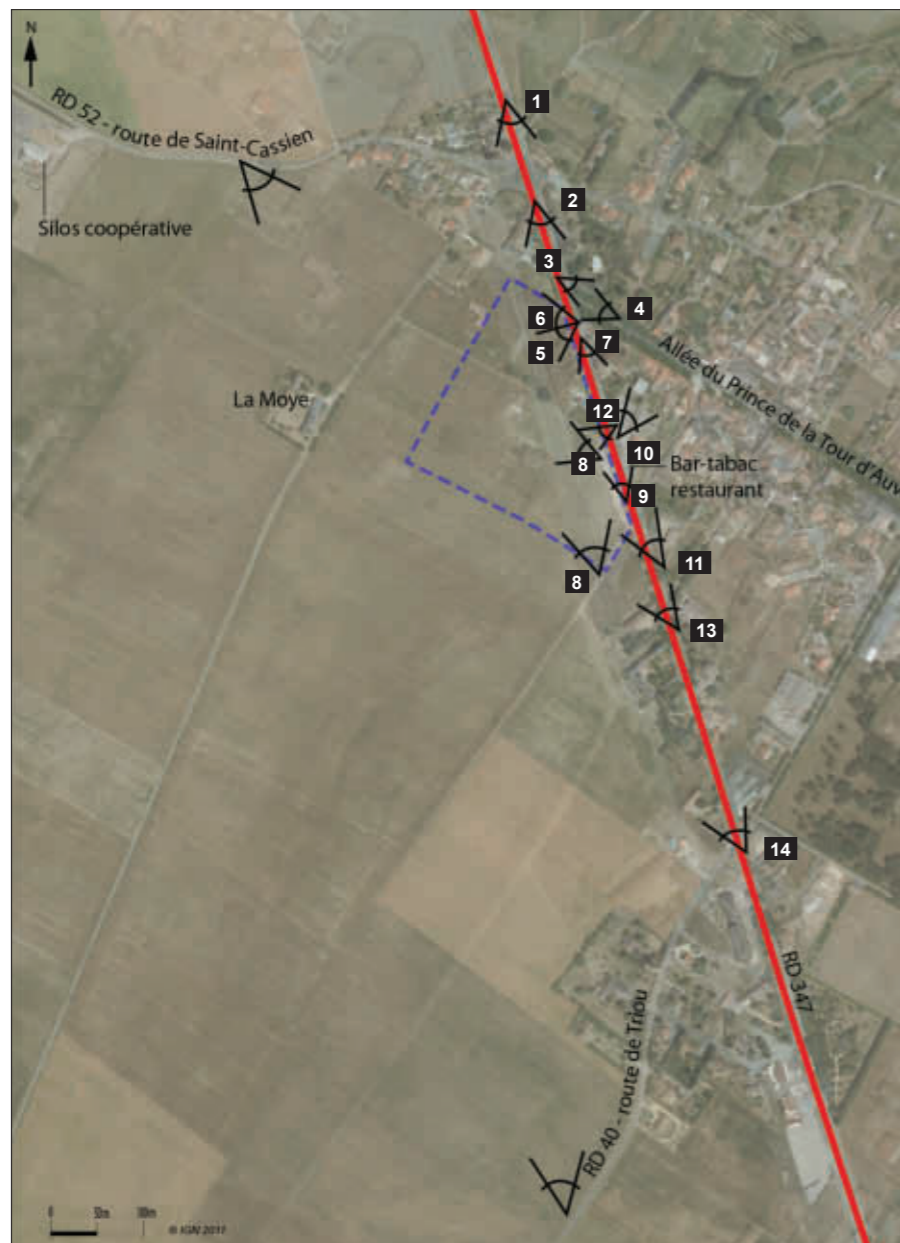 N
1
RD 52 - route de Saint-Cassien
2
Silos coopérative
3
4
6
5
7
Allée du Prince de la Tour d'Auv
La Moye
12
10
8
Bar-tabac
restaurant
9
11
8
13
14
RD 347
RD 40 - route de Triou
0 50m 100m
© IGN 2011